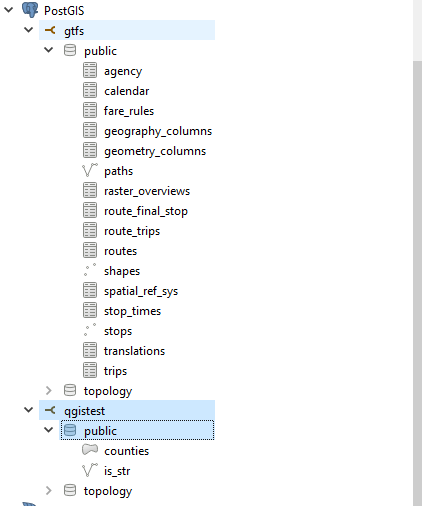 PostGIS
gtfs
public
agency
calendar
fare_rules
geography_columns
geometry_columns
paths
raster_overviews
route_final_stop
route_trips
routes
shapes
spatial_ref_sys
stop_times
stops
translations
trips
topology
qgistest
public
counties
is_str
topology